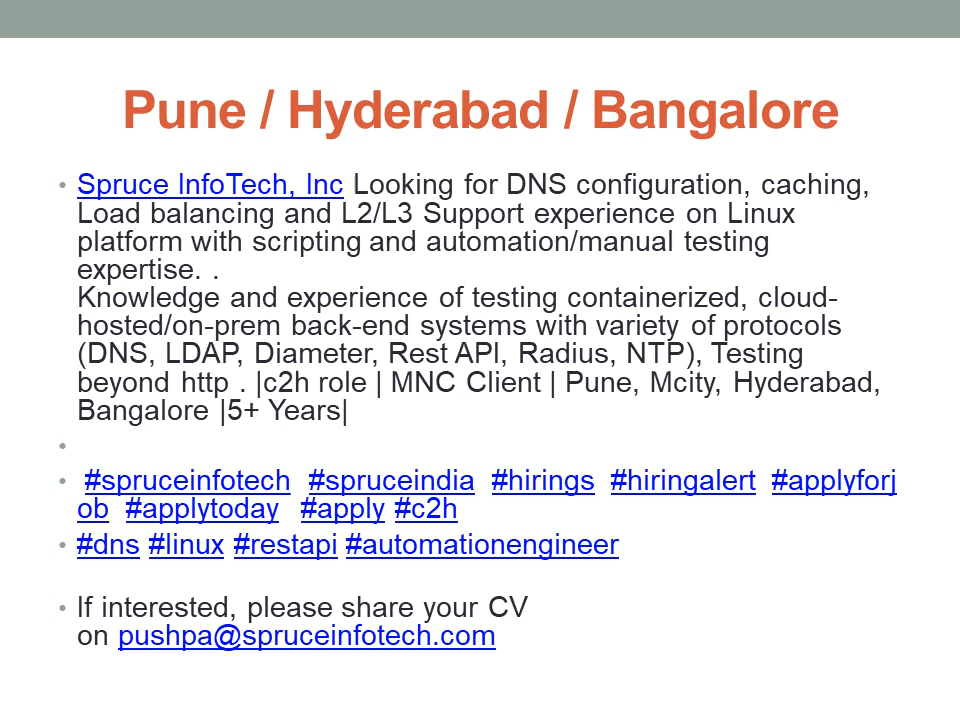 Pune / Hyderabad / Bangalore
• Spruce InfoTech, Inc Looking for DNS configuration, caching,
Load balancing and L2/L3 Support experience on Linux
platform with scripting and automation/manual testing
expertise. .
Knowledge and experience of testing containerized, cloud-
hosted/on-prem back-end systems with variety of protocols
(DNS, LDAP, Diameter, Rest API, Radius, NTP), Testing
beyond http . |c2h role | MNC Client | Pune, Mcity, Hyderabad,
Bangalore |5+ Years|
•
• #spruceinfotech #spruceindia #hirings #hiringalert #applyforj
ob #applytoday #apply #c2h
• #dns #linux #restapi #automationengineer
• If interested, please share your CV
on pushpa@spruceinfotech.com